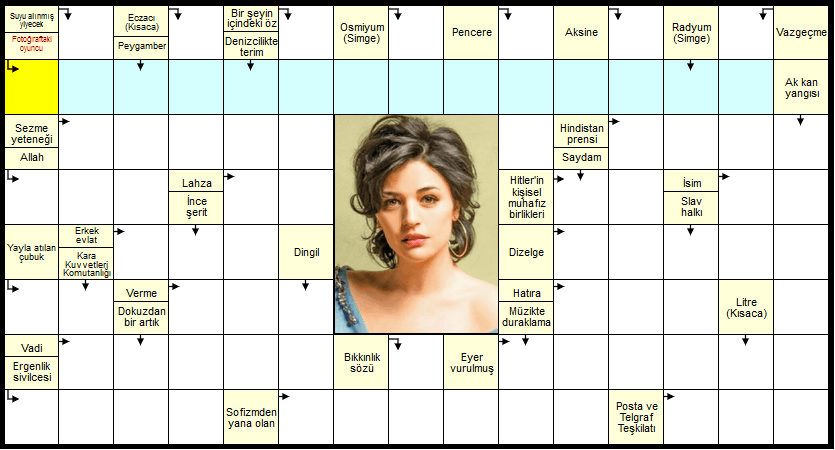 Suyu alınmış
yiyecek
Fotoğraftaki
oyuncu
Eczacı
(Kısaca)
Peygamber
Bir şeyin
içindeki öz
Denizcilikte
terim
Osmiyum
(Simge)
Pencere
Aksine
Radyum
(Simge)
Vazgeçme
Ak kan
yangısı
Sezme
yeteneği
Allah
Hindistan
prensi
Saydam
Lahza
İnce
şerit
Hitler'in
kişisel
muhafız
birlikleri
İsim
Slav
halkı
Yayla atılan
çubuk
Erkek
evlat
Kara
Kuvvetleri
Komutanlığı
Dingil
Dizelge
Verme
Dokuzdan
bir artık
Hatıra
Müzikte
duraklama
Litre
(Kısaca)
Vadi
Ergenlik
sivilcesi
Bıkkınlık
sözü
Eyer
vurulmuş
Sofizmden
yana olan
Posta ve
Telgraf
Teşkilatı